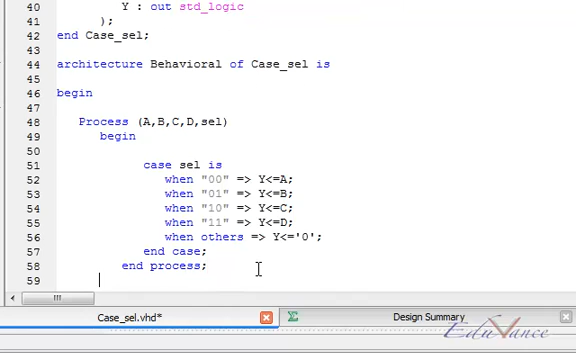 40 Y : out std_logic
41 );
42 end Case_sel;
43
44 architecture Behavioral of Case_sel is
45
46 begin
47
48 Process (A,B,C,D,sel)
49 begin
50
51 case sel is
52 when "00" => Y<=A;
53 when "01" => Y<=B;
54 when "10" => Y<=C;
55 when "11" => Y<=D;
56 when others => Y<='0';
57 end case;
58 end process;
59
Case_sel.vhd*
Design Summary
EduVance